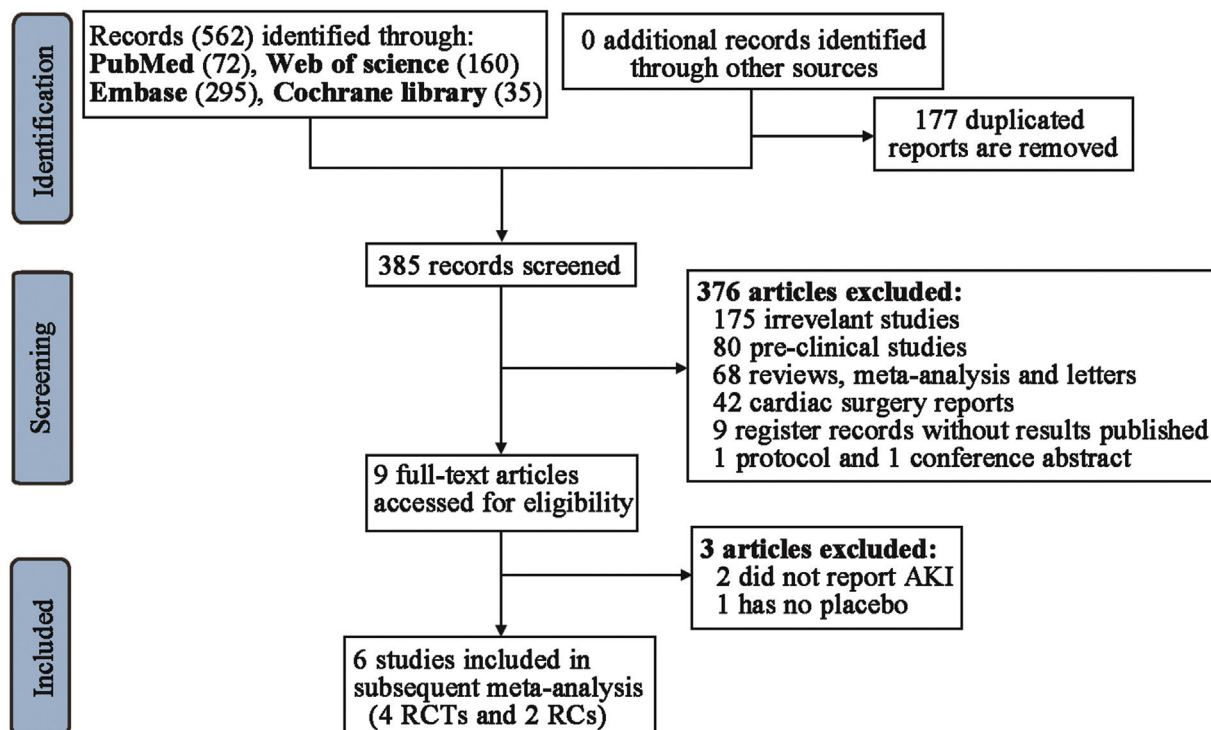 Identification
Records (562) identified through:
PubMed (72), Web of science (160)
Embase (295), Cochrane library (35)
0 additional records identified
through other sources
177 duplicated
reports are removed
Screening
385 records screened
376 articles excluded:
175 irrevelant studies
80 pre-clinical studies
68 reviews, meta-analysis and letters
42 cardiac surgery reports
9 register records without results published
1 protocol and 1 conference abstract
9 full-text articles
accessed for eligibility
3 articles excluded:
2 did not report AKI
1 has no placebo
Included
6 studies included in
subsequent meta-analysis
(4 RCTs and 2 RCs)